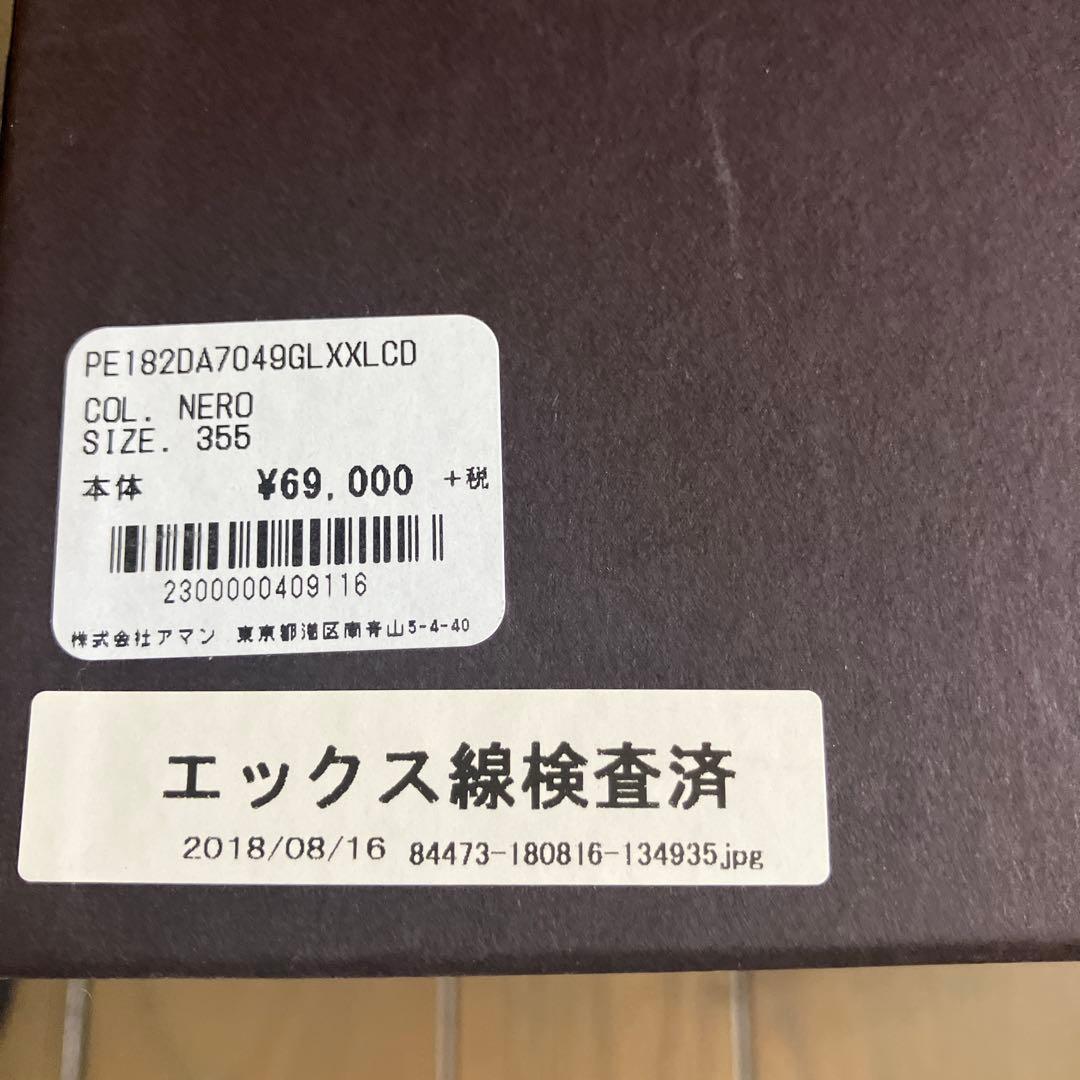 PE182DA7049GLXXLCD
COL. NERO
SIZE. 355
本体 ¥69,000 +税
2300000409116
株式会社アマン 東京都港区南青山5-4-40
エックス線検査済
2018/08/16 84473-180816-134935jpg